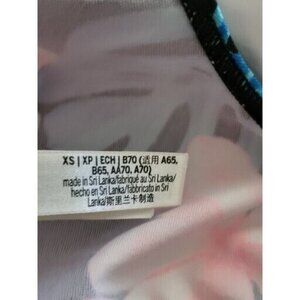 XS | XP | ECH | B70 (适用 A65,
B65, AA70, A70)
made in Sri Lanka/fabriqué au Sri Lanka/
hecho en Sri Lanka/fabbricato in Sri
Lanka/斯里兰卡制造